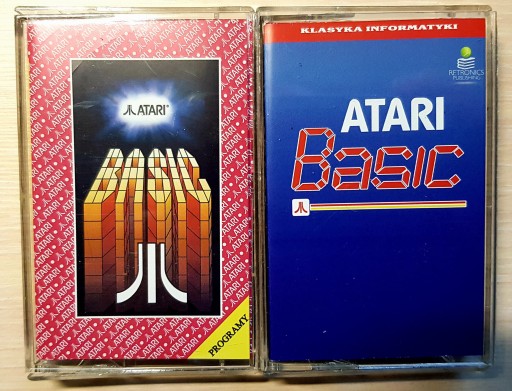 ATARI®
BASIC
PROGRAMY
KLASYKA INFORMATYKI
RETRONICS
PUBLISHING
ATARI
Basic